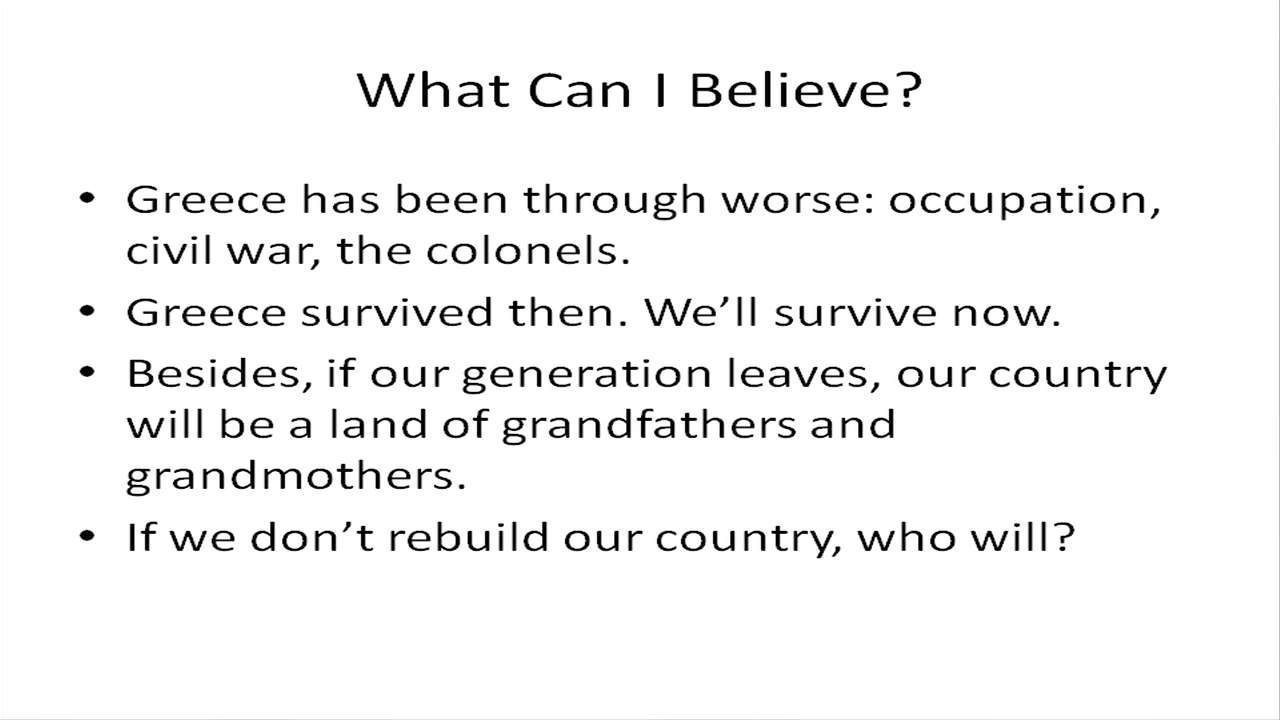 What Can I Believe?
• Greece has been through worse: occupation,
civil war, the colonels.
• Greece survived then. We’ll survive now.
• Besides, if our generation leaves, our country
will be a land of grandfathers and
grandmothers.
• If we don’t rebuild our country, who will?